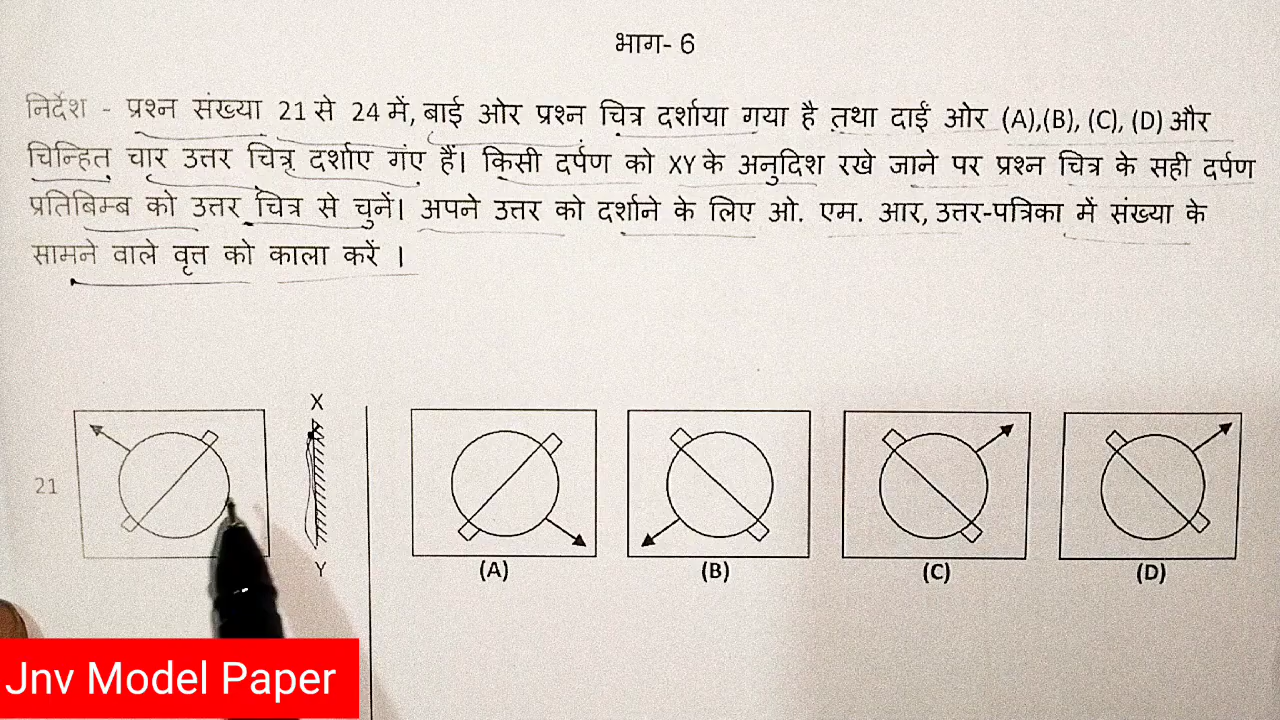 भाग- 6
निर्देश - प्रश्न संख्या 21 से 24 में, बाई ओर प्रश्न चित्र दर्शाया गया है तथा दाईं ओर (A),(B), (C), (D) और
चिन्हित चार उत्तर चित्र दर्शाए गंए हैं। किसी दर्पण को XY के अनुदिश रखे जाने पर प्रश्न चित्र के सही दर्पण
प्रतिबिम्ब को उत्तर चित्र से चुनें। अपने उत्तर को दर्शाने के लिए ओ. एम. आर, उत्तर-पत्रिका में संख्या के
सामने वाले वृत्त को काला करें ।
X
21
Y
(A)
(B)
(C)
(D)
Jnv Model Paper